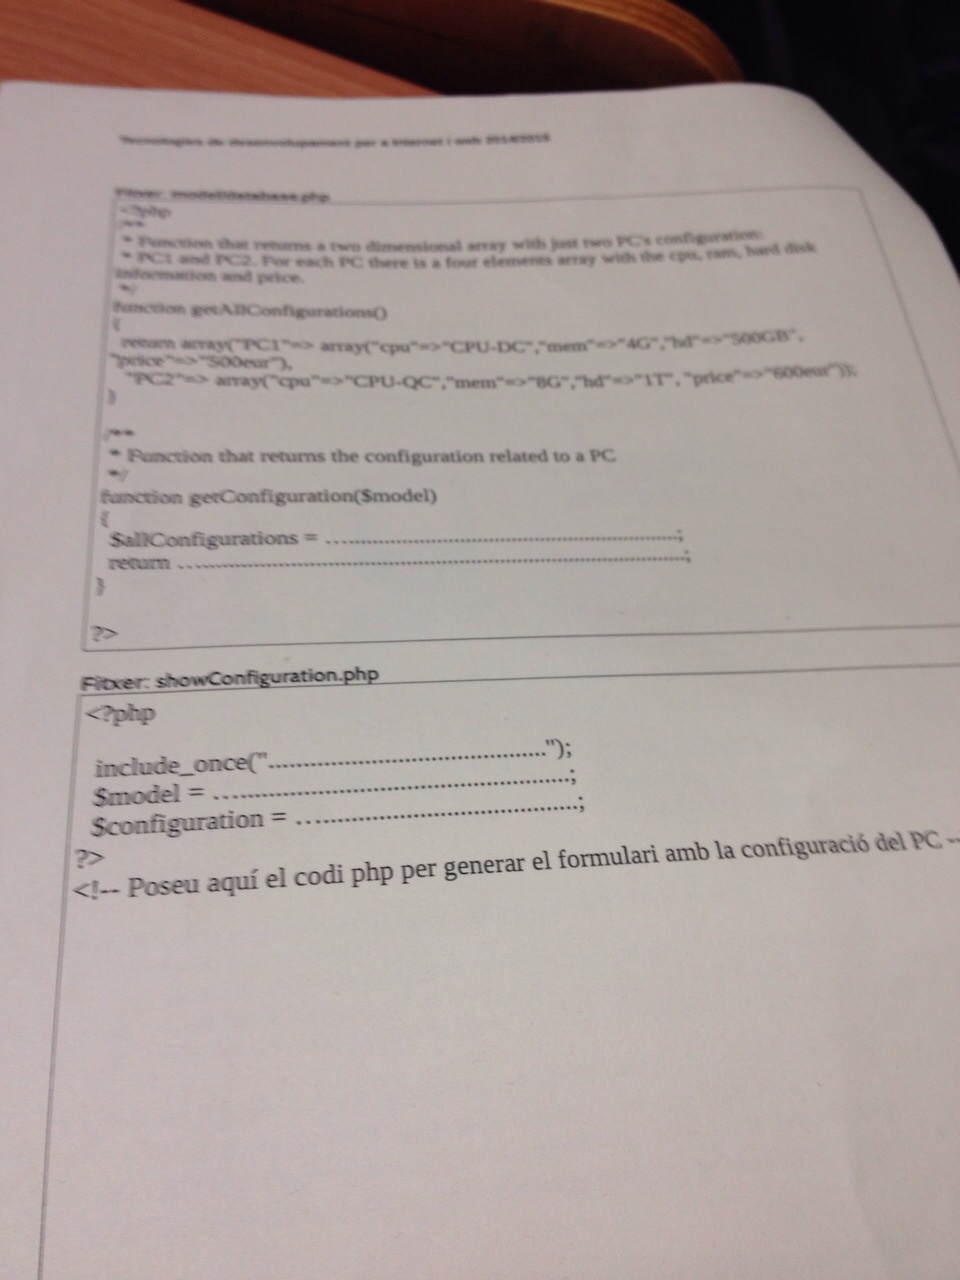 Tecnologies de desenvolupament per a Internet i web 2014/2015
Fitxer: model/database.php
<?php
/**
* Function that returns a two dimensional array with just two PC's configuration:
* PC1 and PC2. For each PC there is a four elements array with the cpu, ram, hard disk
information and price.
*/
function getAllConfigurations()
{
return array("PC1"=> array("cpu"=>"CPU-DC","mem"=>"4G","hd"=>"500GB",
"price"=>"500eur"),
"PC2"=> array("cpu"=>"CPU-QC","mem"=>"8G","hd"=>"1T", "price"=>"600eur"));
}
/**
* Function that returns the configuration related to a PC
*/
function getConfiguration($model)
{
$allConfigurations = ..............................................................;
return ..........................................................................................;
}
?>
Fitxer: showConfiguration.php
<?php
include_once("..........................................");
$model = ......................................................;
$configuration = ..........................................;
?>
<!-- Poseu aquí el codi php per generar el formulari amb la configuració del PC --